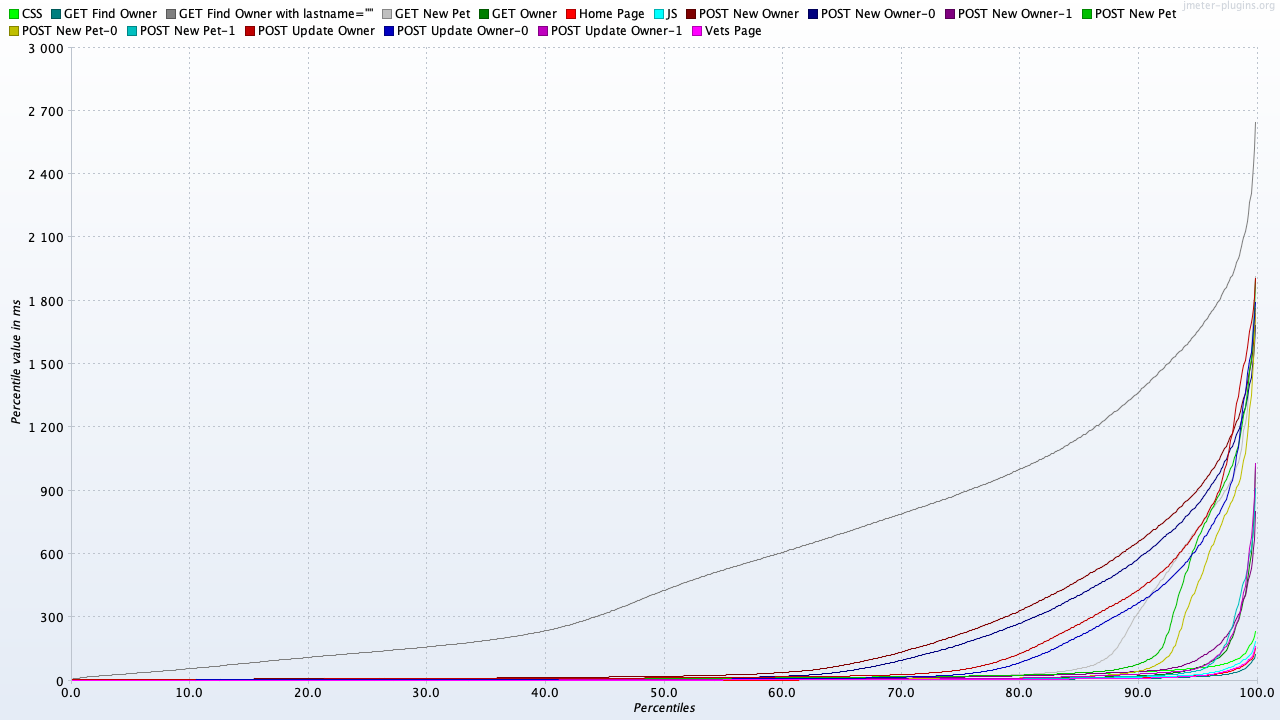 jmeter-plugins.org
CSS GET Find Owner GET Find Owner with lastname="" GET New Pet GET Owner Home Page JS POST New Owner POST New Owner-0 POST New Owner-1 POST New Pet
POST New Pet-0 POST New Pet-1 POST Update Owner POST Update Owner-0 POST Update Owner-1 Vets Page
3 000
2 700
2 400
2 100
1 800
1 500
1 200
900
600
300
0
Percentile value in ms
0.0 10.0 20.0 30.0 40.0 50.0 60.0 70.0 80.0 90.0 100.0
Percentiles